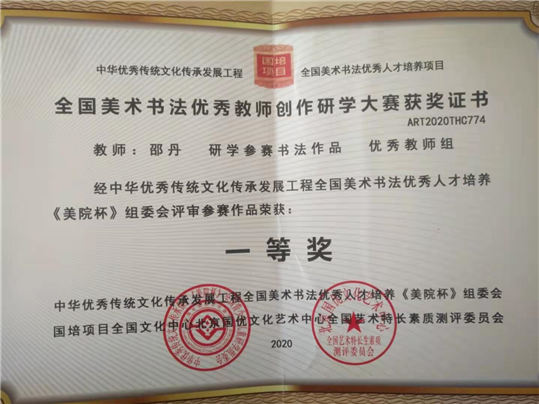 中华优秀传统文化传承发展工程 国培项目 全国美术书法优秀人才培养项目
全国美术书法优秀教师创作研学大赛获奖证书
ART2020THC774
教师：邵丹 研学参赛书法作品 优秀教师组
经中华优秀传统文化传承发展工程全国美术书法优秀人才培养
《美院杯》组委会评审参赛作品荣获：
一等奖
中华优秀传统文化传承发展工程全国美术书法优秀人才培养《美院杯》组委会
国培项目全国文化中心北京国优文化艺术中心全国艺术特长素质测评委员会
2020
全国艺术特长生素质
测评委员会